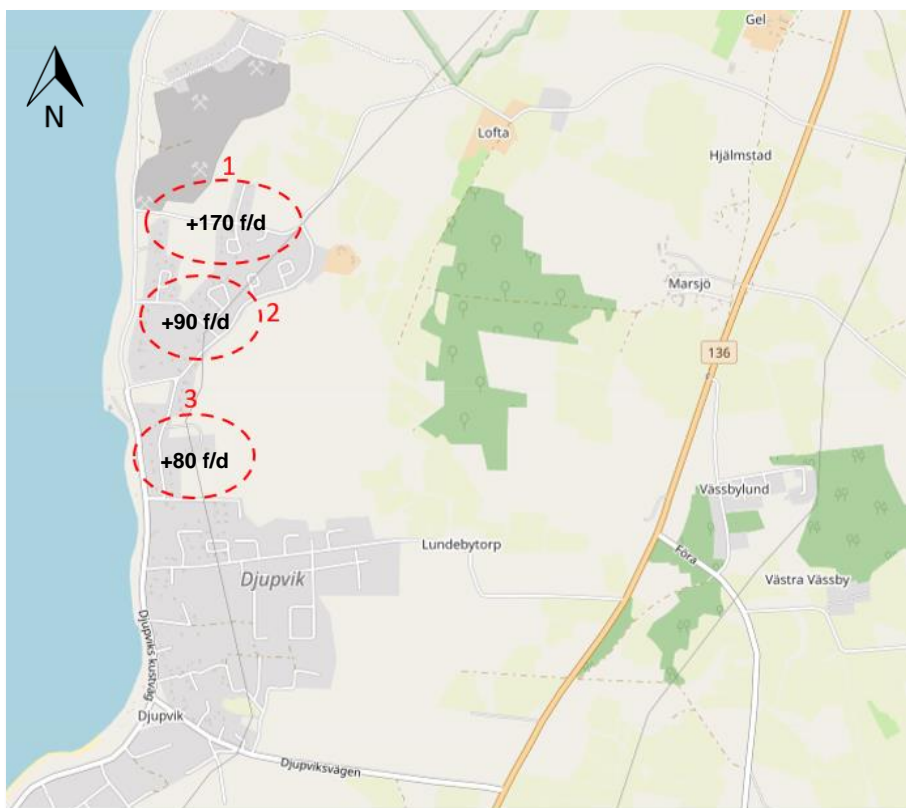 Gel
N
Lofta
Hjälmstad
1
+170 f/d
Marsjö
+90 f/d
2
136
3
+80 f/d
Vässbylund
Lundebytorp
Föra
Djupvik
Västra Vässby
Djupviks kustväg
Djupvik
Djupviksvägen